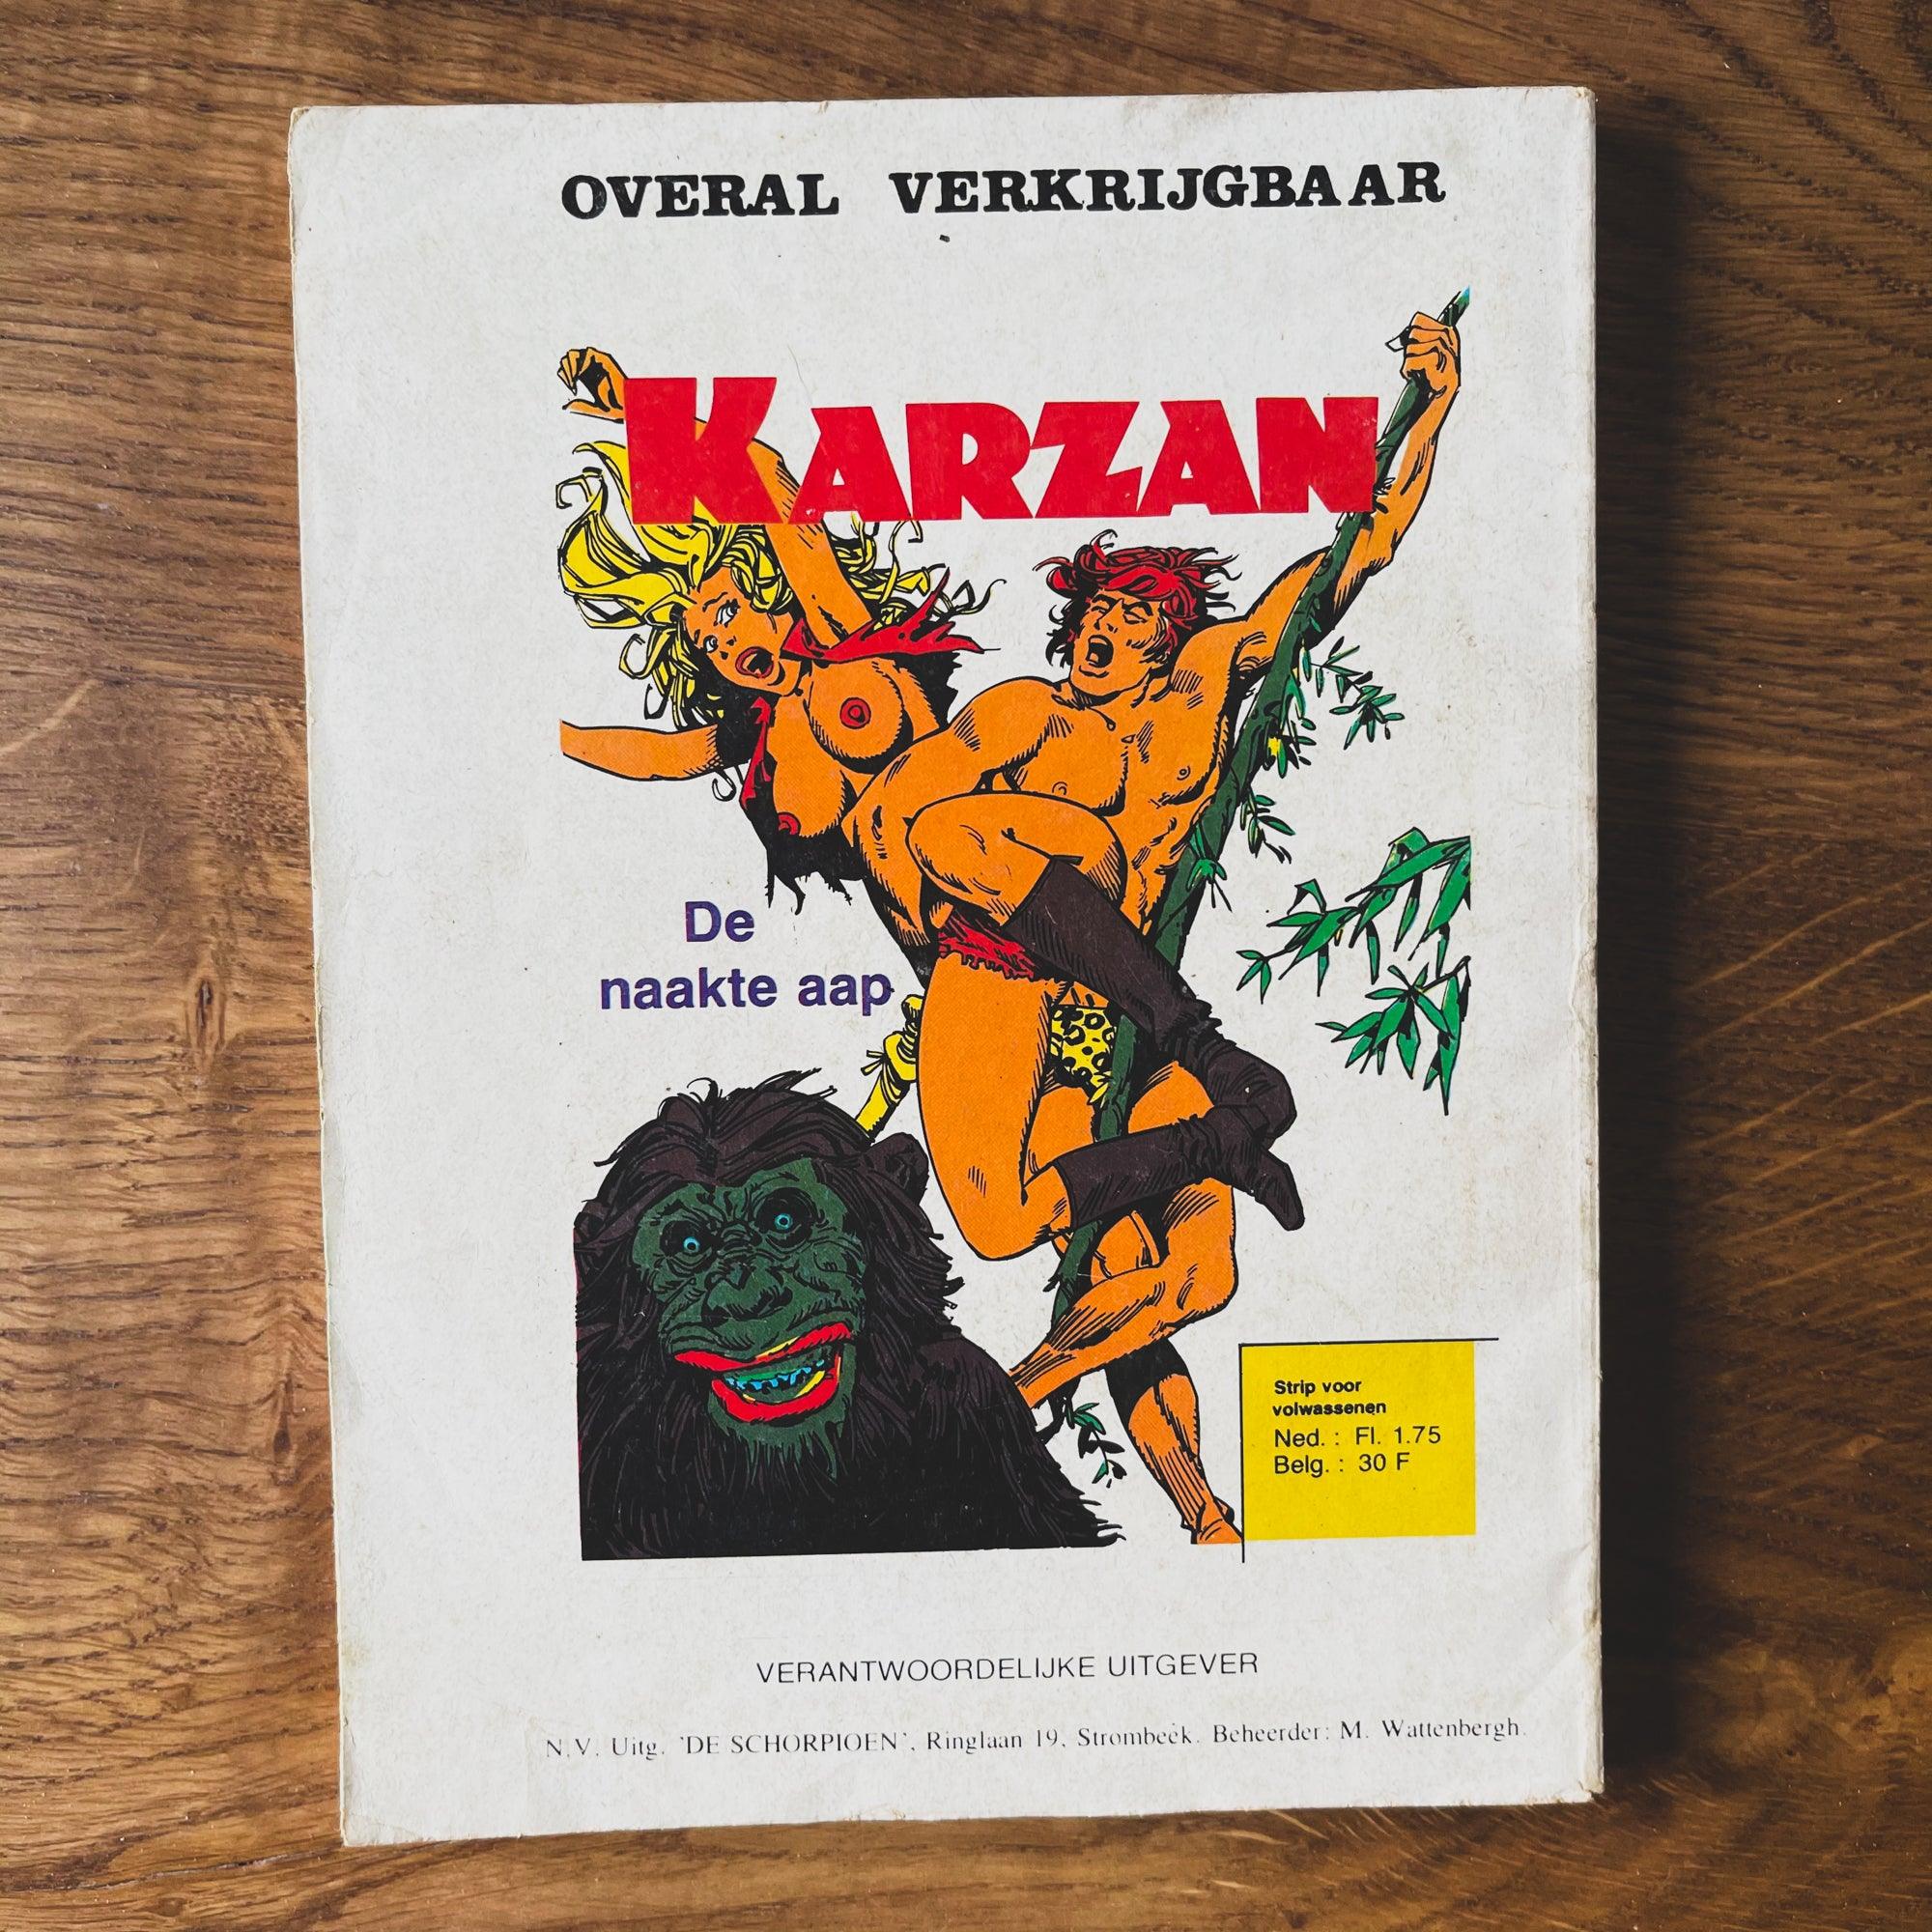 OVERAL VERKRIJGBAAR
KARZAN
De
naakte aap
Strip voor
volwassenen
Ned. : Fl. 1.75
Belg. : 30 F
VERANTWOORDELIJKE UITGEVER
N.V. Uitg. 'DE SCHORPIOEN', Ringlaan 19, Strombeek. Beheerder: M. Wattenbergh.